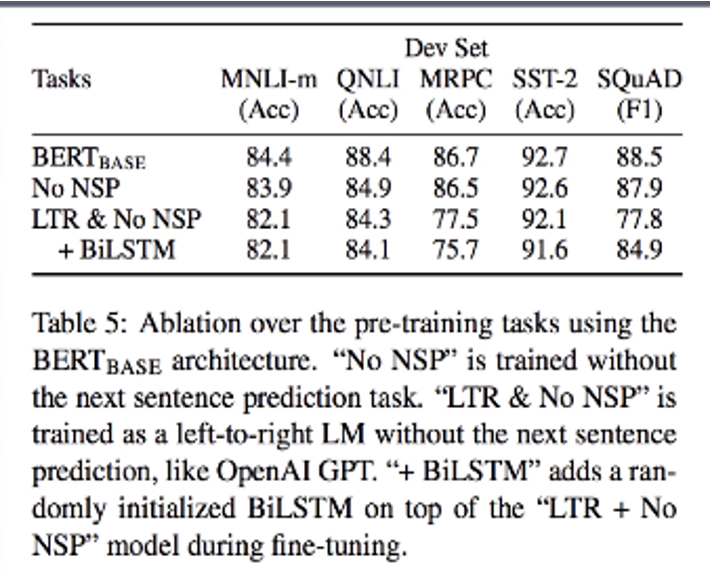 Dev Set
Tasks MNLI-m QNLI MRPC SST-2 SQuAD
(Acc) (Acc) (Acc) (Acc) (F1)
BERTBASE 84.4 88.4 86.7 92.7 88.5
No NSP 83.9 84.9 86.5 92.6 87.9
LTR & No NSP 82.1 84.3 77.5 92.1 77.8
+ BiLSTM 82.1 84.1 75.7 91.6 84.9
Table 5: Ablation over the pre-training tasks using the
BERTBASE architecture. “No NSP” is trained without
the next sentence prediction task. “LTR & No NSP” is
trained as a left-to-right LM without the next sentence
prediction, like OpenAI GPT. “+ BiLSTM” adds a ran-
domly initialized BiLSTM on top of the “LTR + No
NSP” model during fine-tuning.